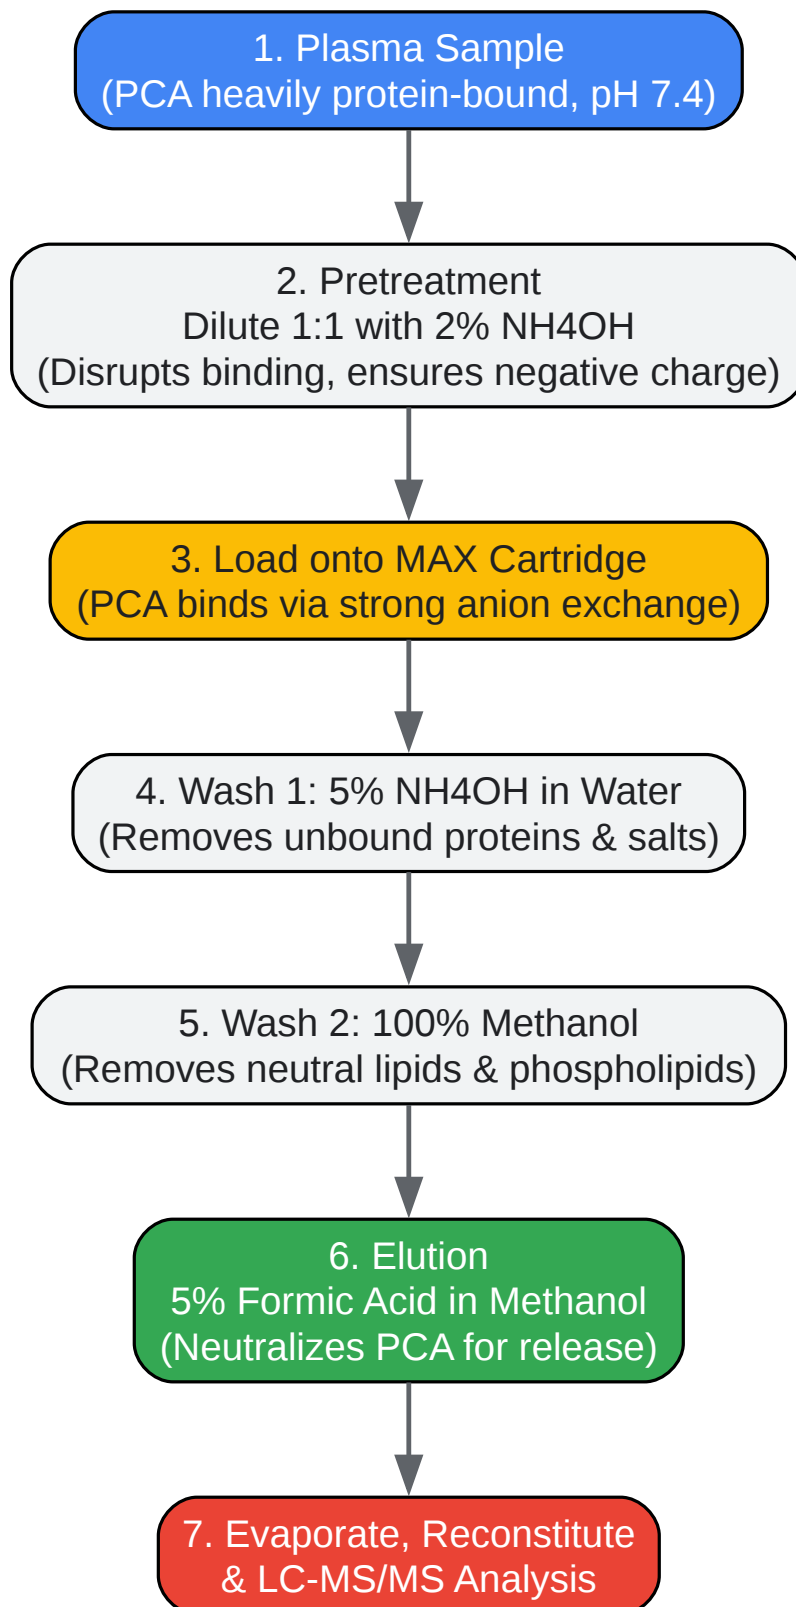 1. Plasma Sample
(PCA heavily protein-bound, pH 7.4)
2. Pretreatment
Dilute 1:1 with 2% NH4OH
(Disrupts binding, ensures negative charge)
3. Load onto MAX Cartridge
(PCA binds via strong anion exchange)
4. Wash 1: 5% NH4OH in Water
(Removes unbound proteins & salts)
5. Wash 2: 100% Methanol
(Removes neutral lipids & phospholipids)
6. Elution
5% Formic Acid in Methanol
(Neutralizes PCA for release)
7. Evaporate, Reconstitute
& LC-MS/MS Analysis